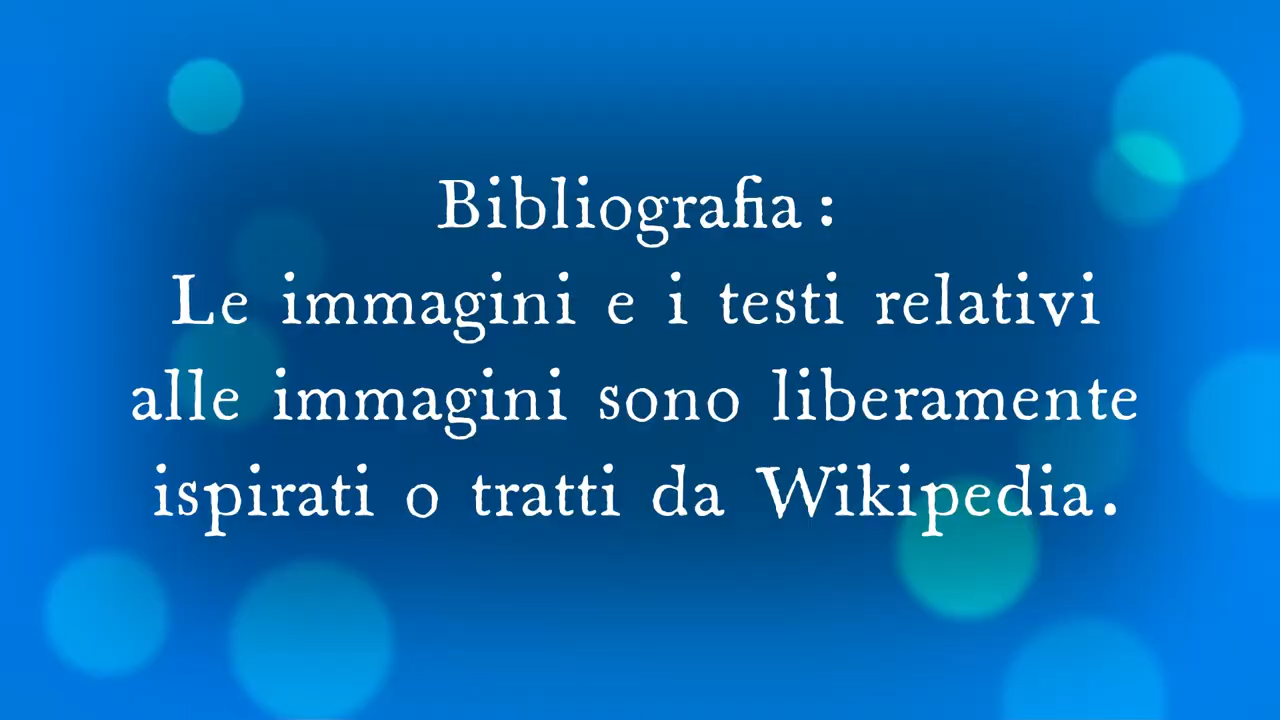 Bibliografia :
Le immagini e i testi relativi
alle immagini sono liberamente
ispirati o tratti da Wikipedia.